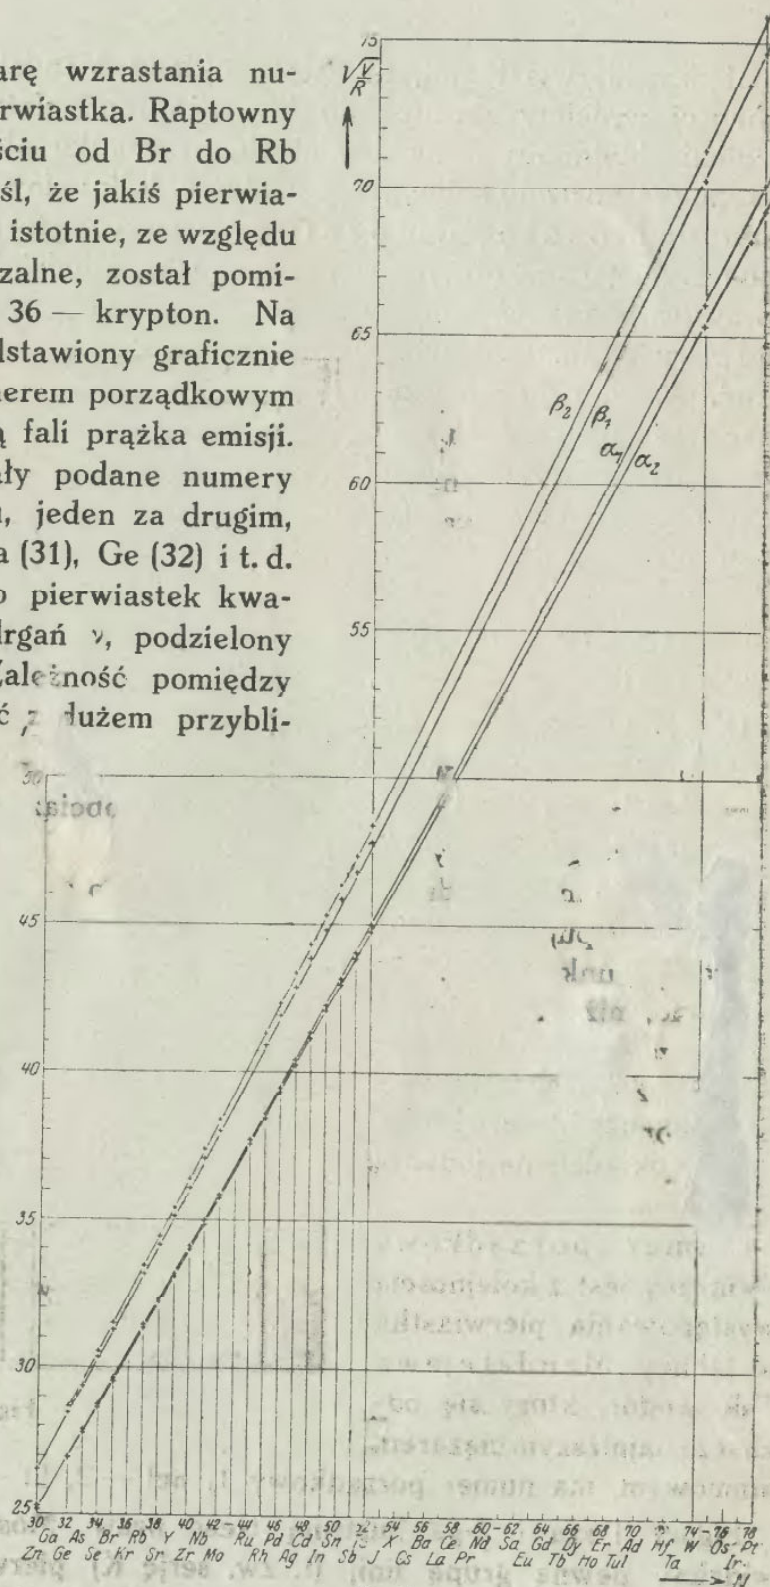 arę wzrastania nu-
rwiastka. Raptowny
ściu od Br do Rb
śl, że jakiś pierwia-
istotnie, ze względu
zalne, został pomi-
36 — krypton. Na
dstawiony graficznie
nerem porządkowym
ą fali prążka emisji.
ały podane numery
ı, jeden za drugim,
a (31), Ge (32) i t. d.
o pierwiastek kwa-
drgań ν, podzielony
Zależność pomiędzy
ć z dużem przybli-
75
√ν/R
70
65
β₂ β₁
α₁ α₂
60
55
50
45
40
35
30
25
30 32 34 36 38 40 42 – 44 46 48 50 52 54 56 58 60 – 62 64 66 68 70 74 – 76 78
Ga As Br Rb Y Nb Ru Pd Cd Sn X Ba Ce Nd Sa Gd Dy Er Ad Hf W Os Pt
Zn Ge Se Kr Sr Zr Mo Rh Ag In Sb J Cs La Pr Eu Tb Ho Tul Ta Ir
N